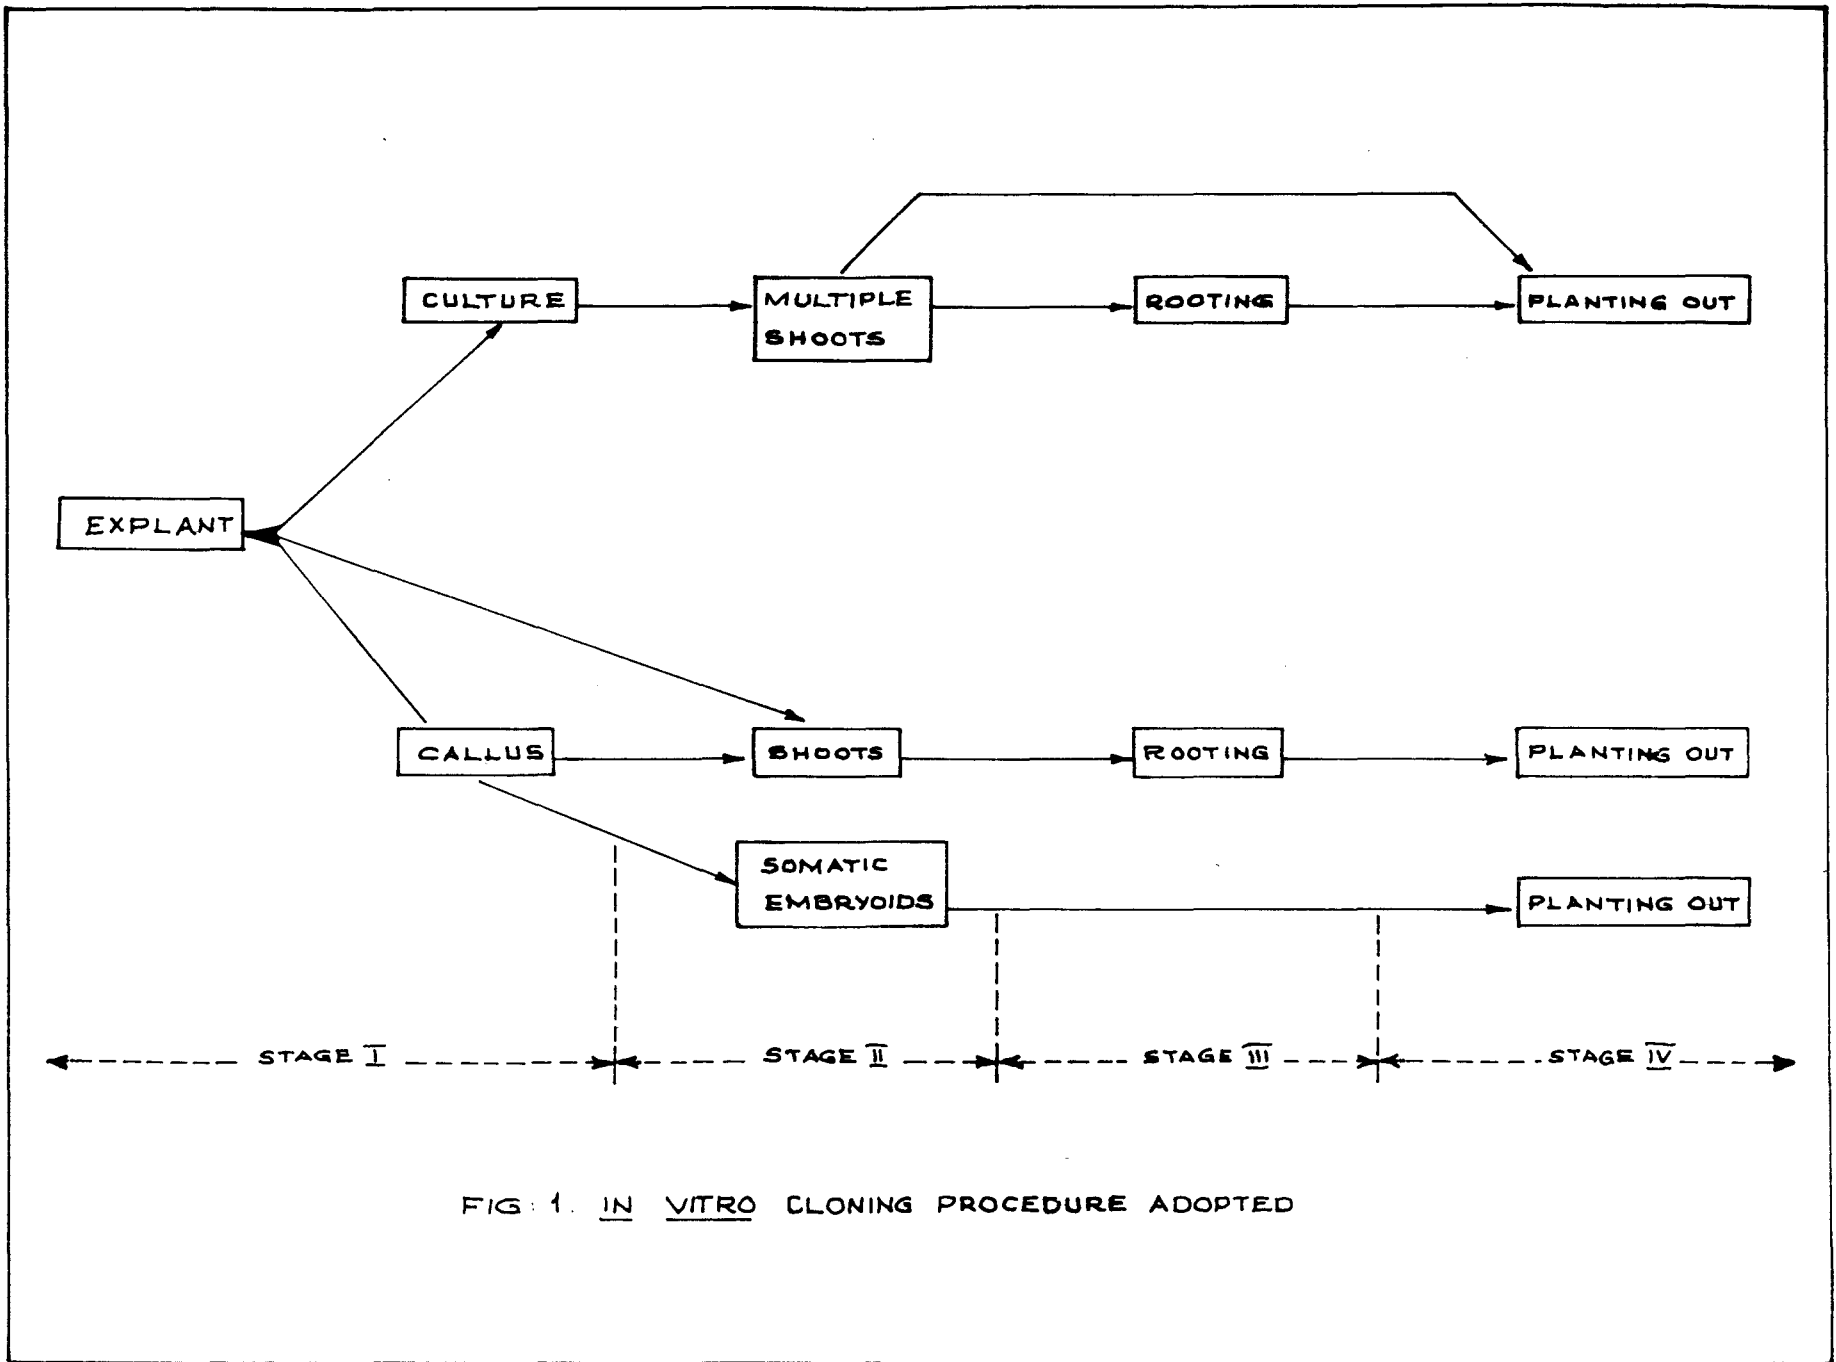 CULTURE
MULTIPLE
SHOOTS
ROOTING
PLANTING OUT
EXPLANT
CALLUS
SHOOTS
ROOTING
PLANTING OUT
SOMATIC
EMBRYOIDS
PLANTING OUT
STAGE I
STAGE II
STAGE III
STAGE IV
FIG: 1. IN VITRO CLONING PROCEDURE ADOPTED